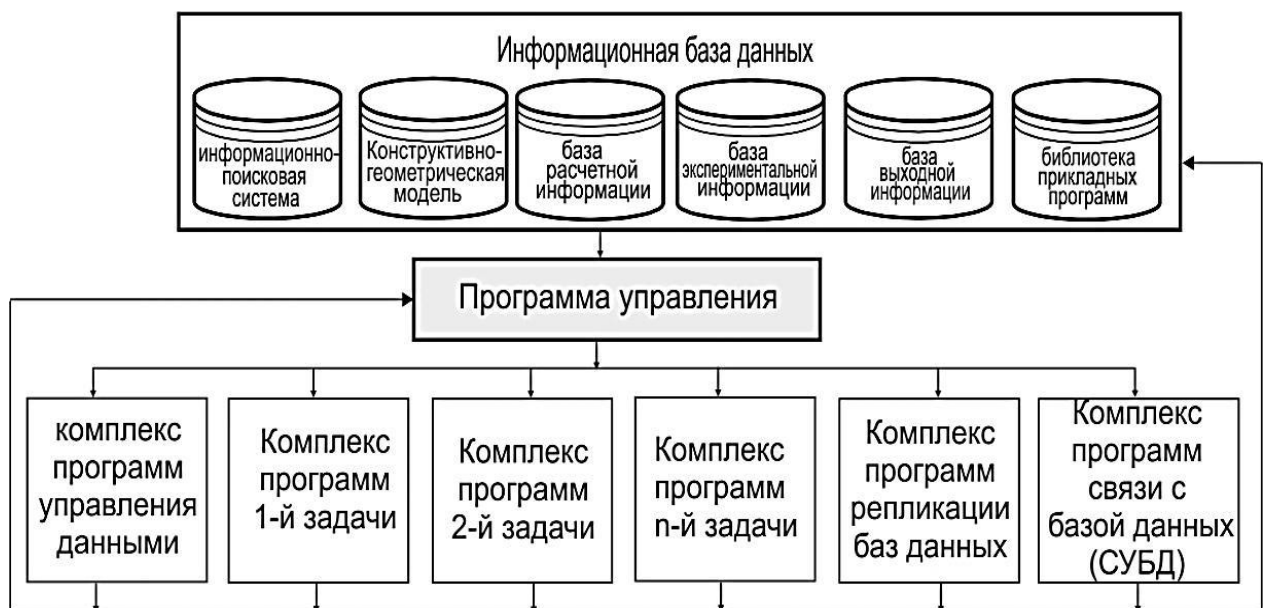 Информационная база данных
информационно-
поисковая
система
Конструктивно-
геометрическая
модель
база
расчетной
информации
база
экспериментальной
информации
база
выходной
информации
библиотека
прикладных
программ
Программа управления
комплекс
программ
управления
данными
Комплекс
программ
1-й задачи
Комплекс
программ
2-й задачи
Комплекс
программ
n-й задачи
Комплекс
программ
репликации
баз данных
Комплекс
программ
связи с
базой данных
(СУБД)